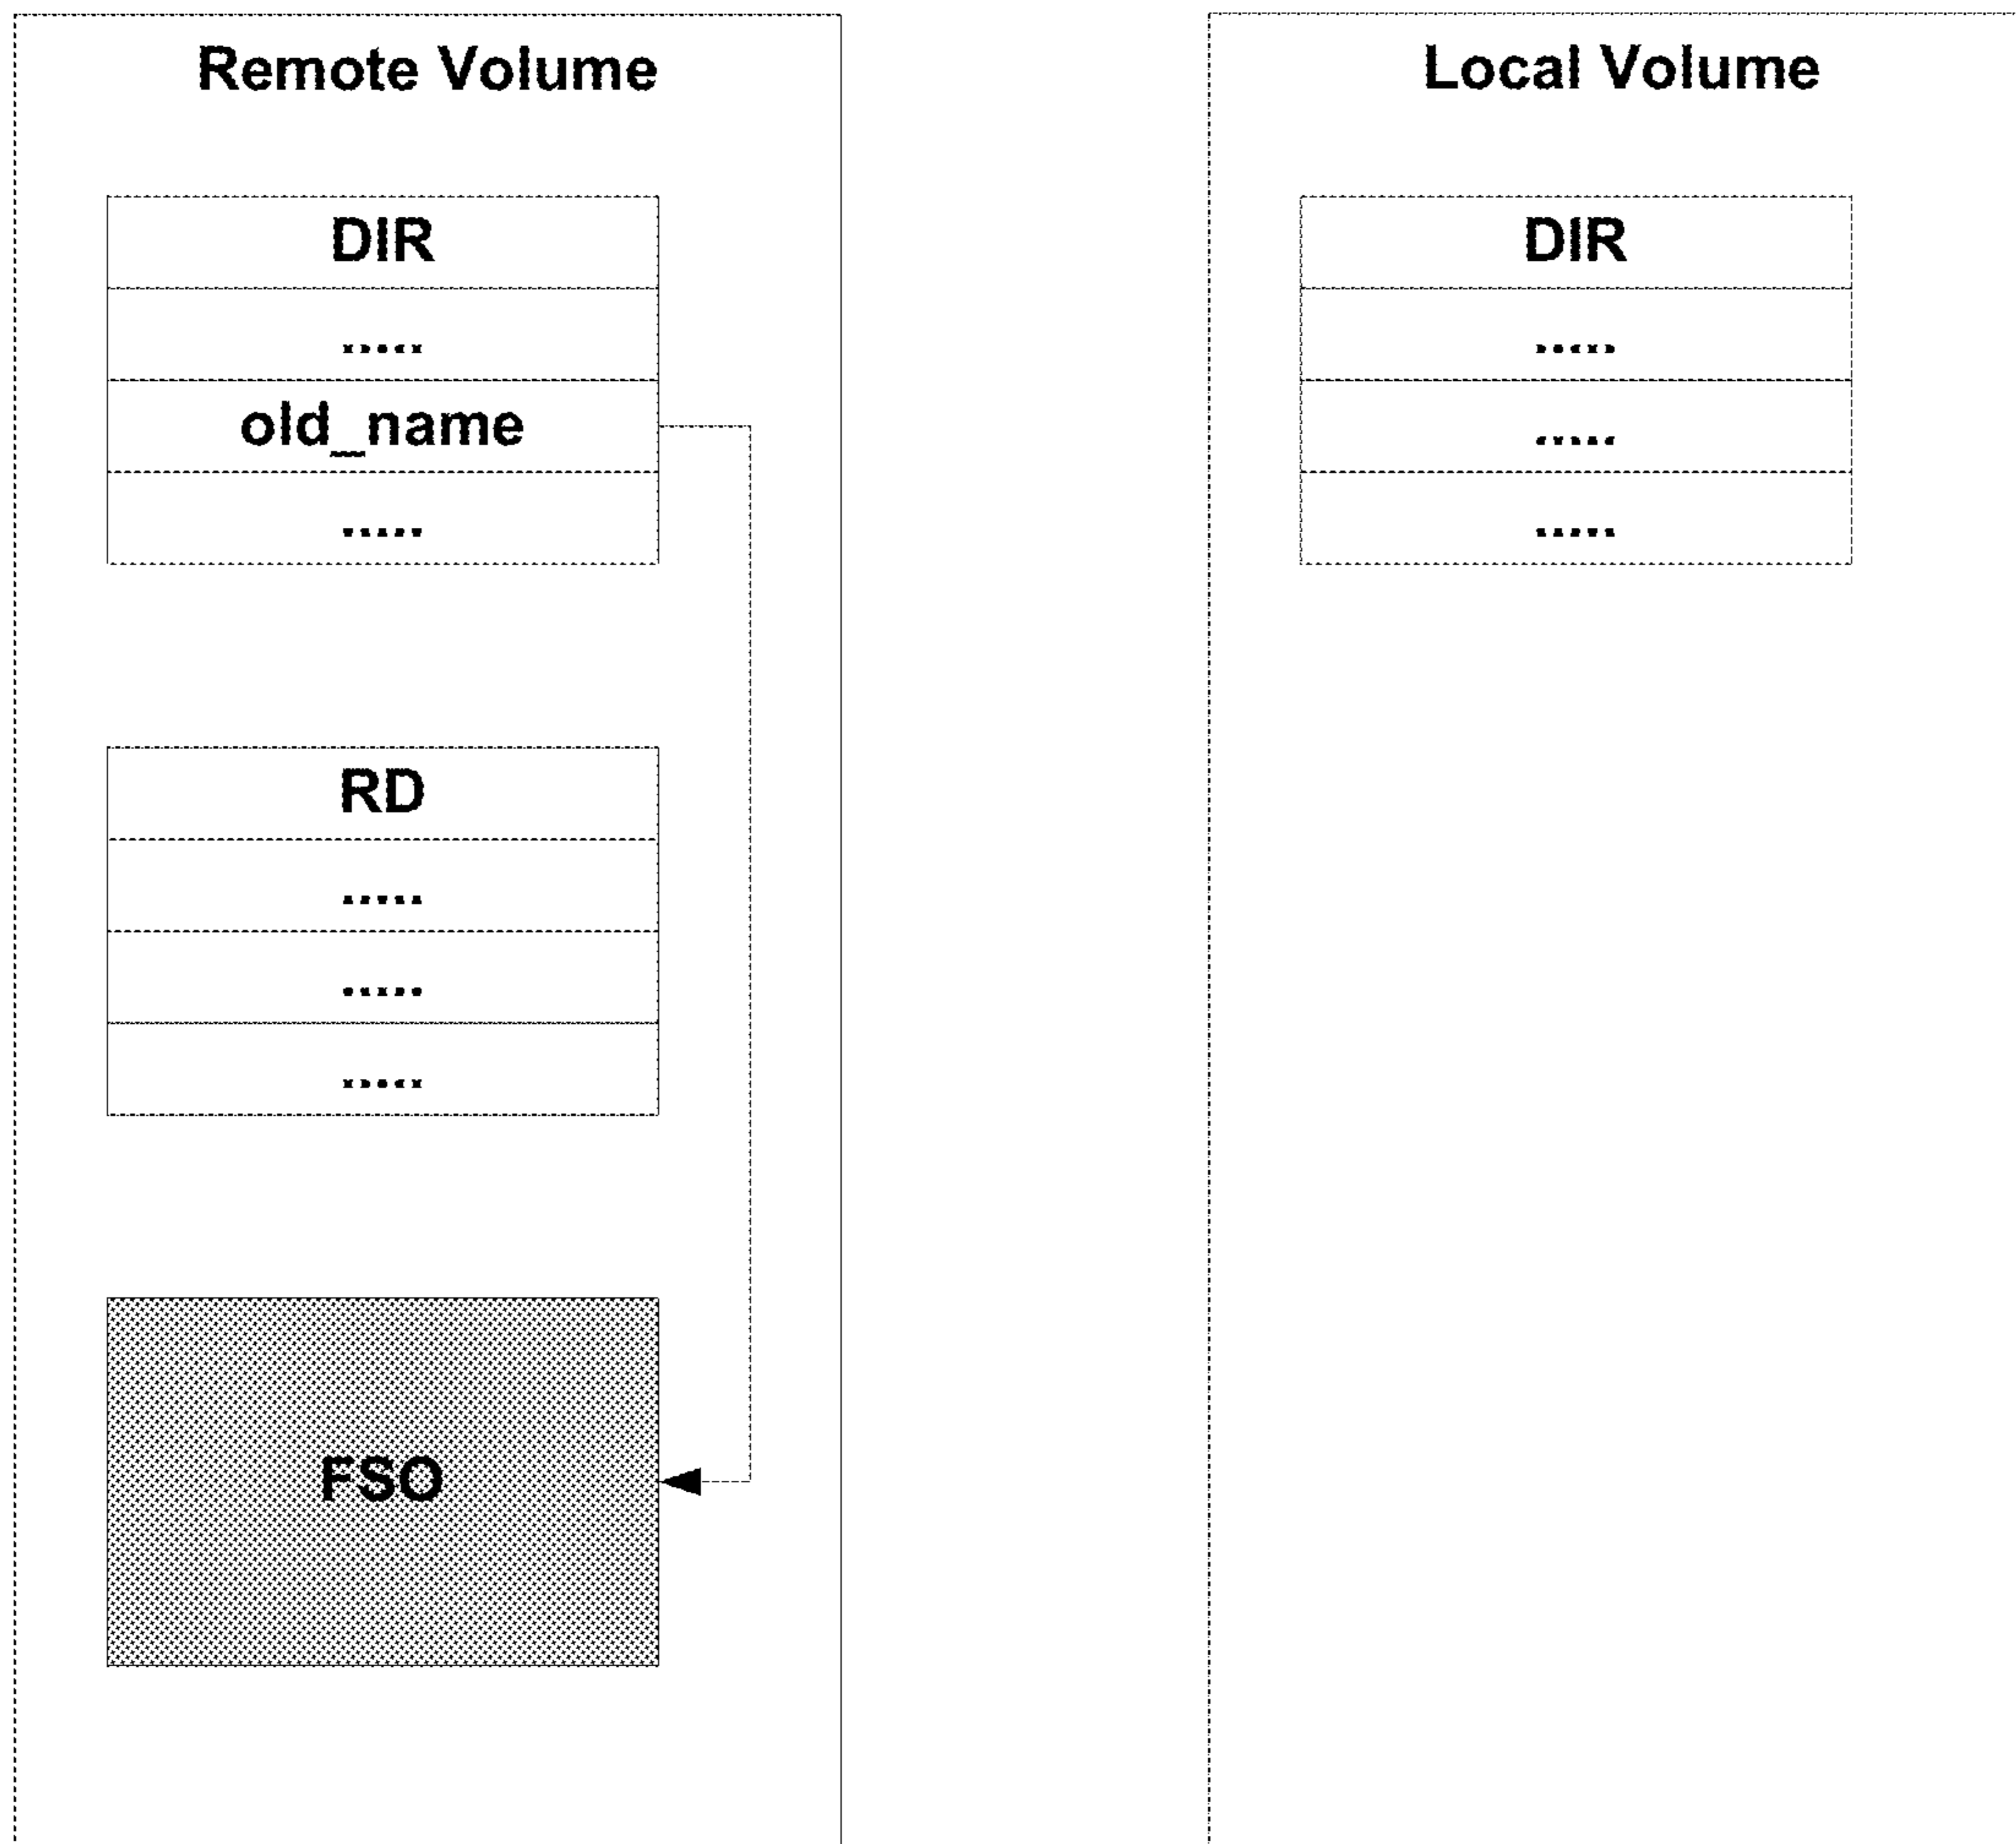 Remote Volume
DIR
.....
old_name
.....
RD
.....
.....
.....
FSO
Local Volume
DIR
.....
.....
.....